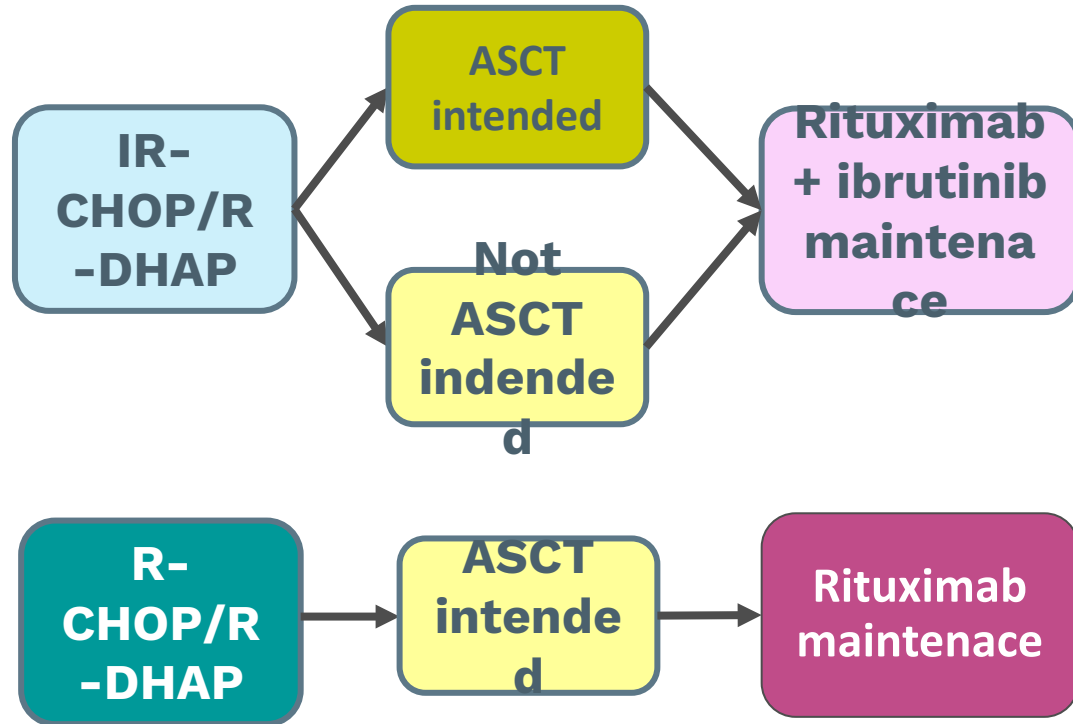 ASCT
intended
IR-
CHOP/R
-DHAP
Rituximab
+ ibrutinib
maintena
ce
Not
ASCT
indende
d
R-
CHOP/R
-DHAP
ASCT
intende
d
Rituximab
maintenace